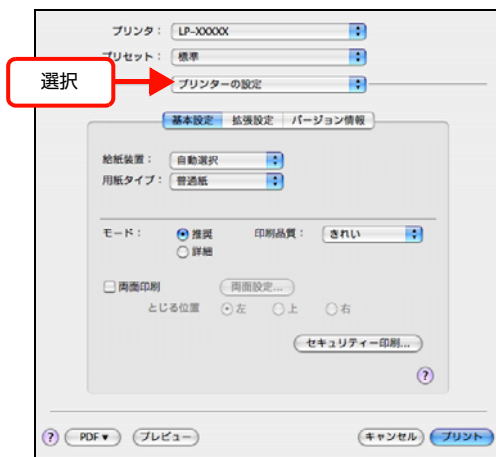 プリンタ： LP-XXXXX
プリセット： 標準
選択
プリンターの設定
基本設定 拡張設定 バージョン情報
給紙装置： 自動選択
用紙タイプ： 普通紙
モード： 推奨 印刷品質： きれい
詳細
両面印刷 両面設定...
とじる位置 左 上 右
セキュリティー印刷...
?
? PDF▼ プレビュー キャンセル プリント